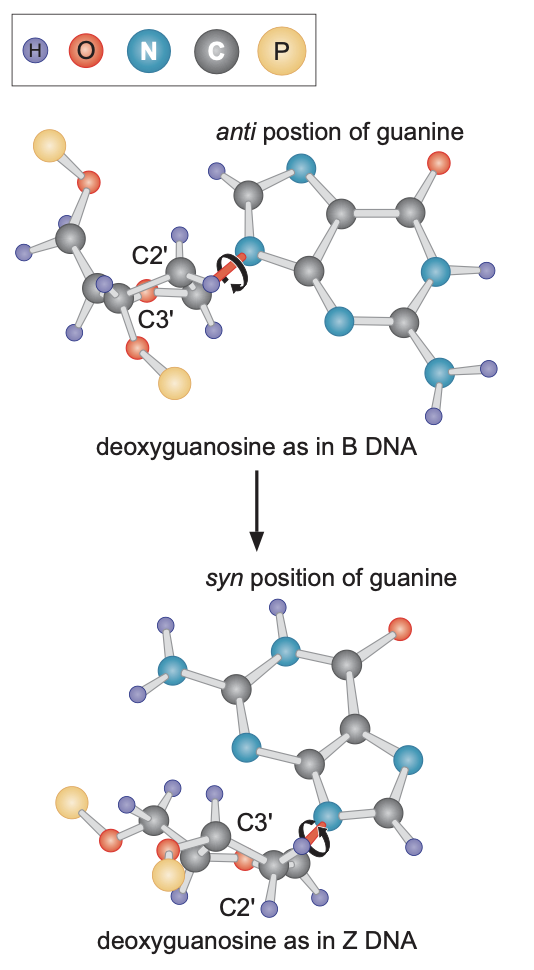 H O N C P
anti postion of guanine
C2'
C3'
deoxyguanosine as in B DNA
syn position of guanine
C3'
C2'
deoxyguanosine as in Z DNA